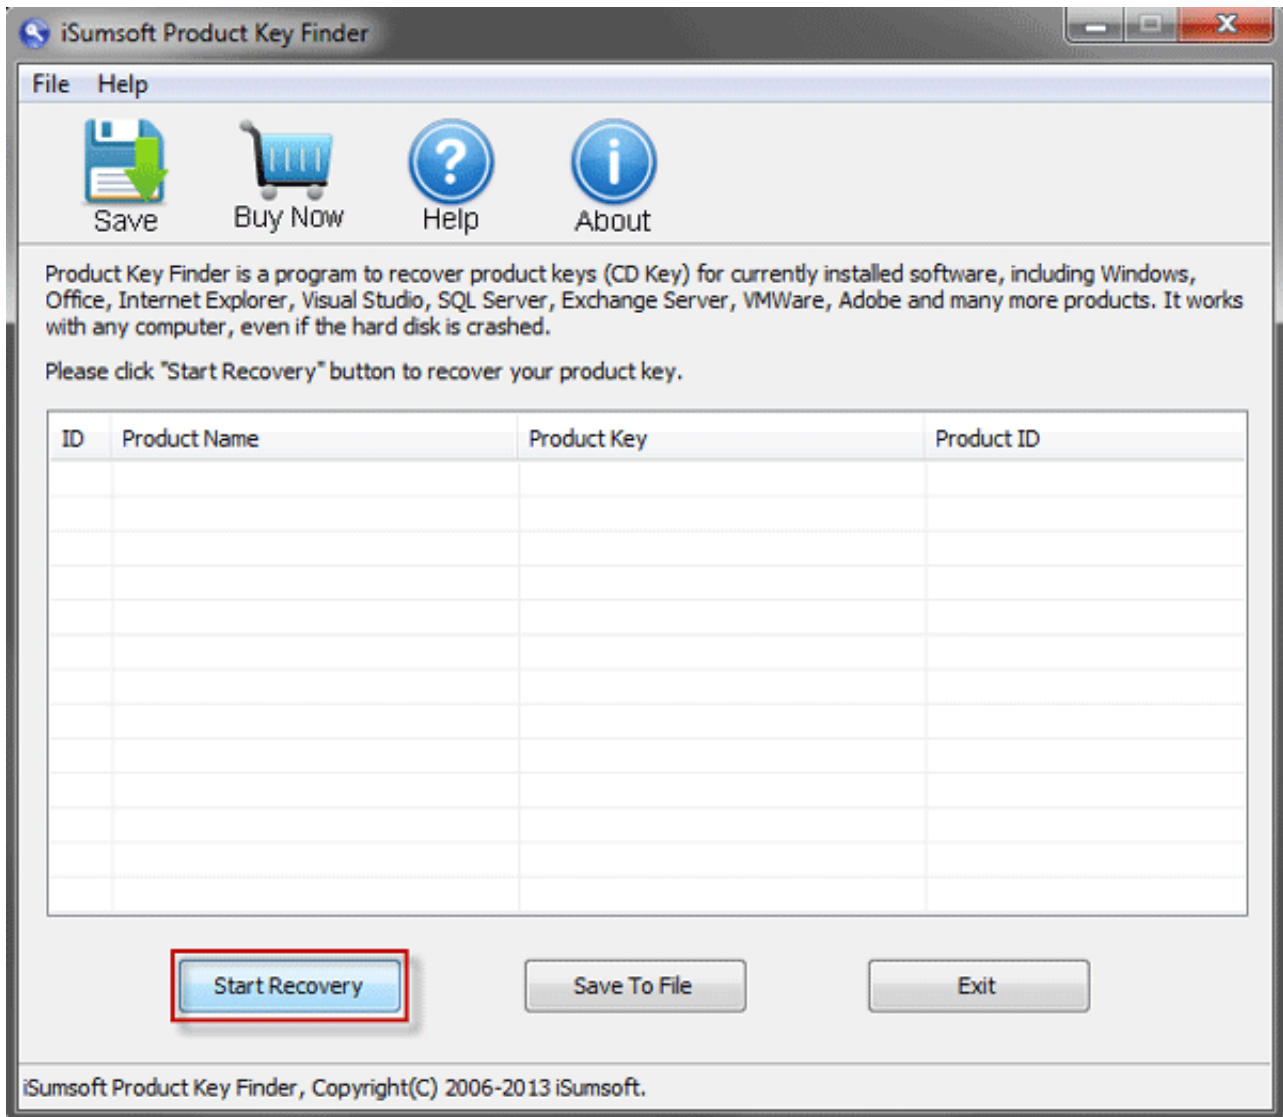 iSumsoft Product Key Finder
File Help
Save Buy Now Help About
Product Key Finder is a program to recover product keys (CD Key) for currently installed software, including Windows,
Office, Internet Explorer, Visual Studio, SQL Server, Exchange Server, VMWare, Adobe and many more products. It works
with any computer, even if the hard disk is crashed.
Please click "Start Recovery" button to recover your product key.
ID Product Name Product Key Product ID
Start Recovery Save To File Exit
iSumsoft Product Key Finder, Copyright(C) 2006-2013 iSumsoft.